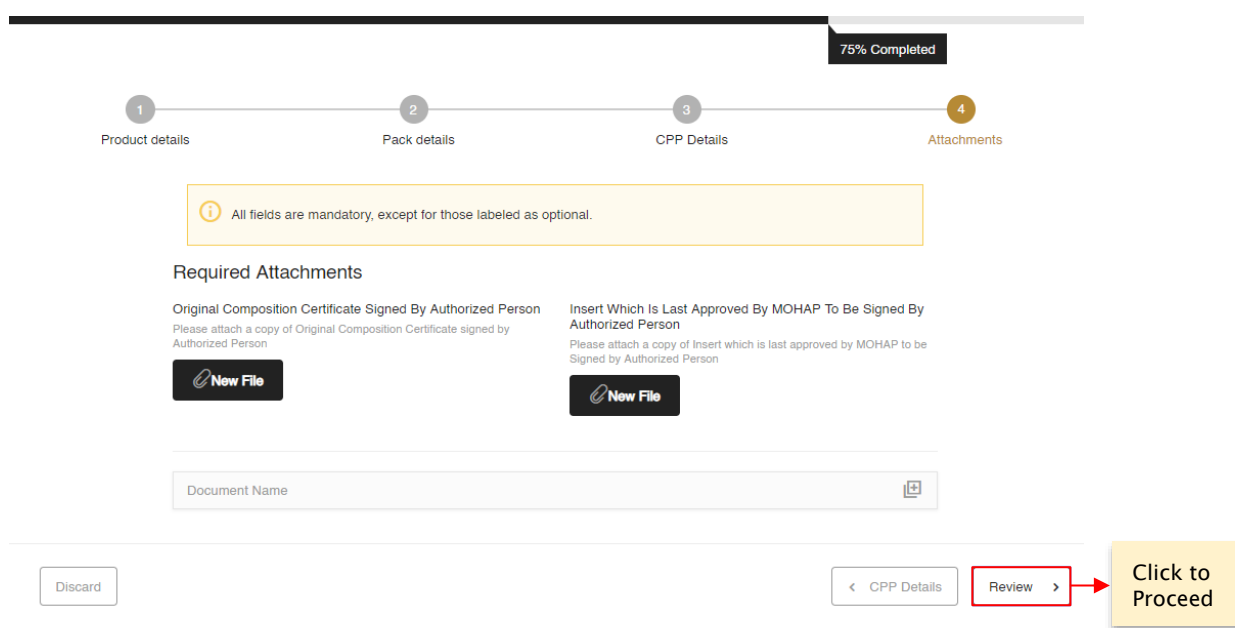 75% Completed
1
2
3
4
Product details
Pack details
CPP Details
Attachments
All fields are mandatory, except for those labeled as optional.
Required Attachments
Original Composition Certificate Signed By Authorized Person
Please attach a copy of Original Composition Certificate signed by
Authorized Person
New File
Insert Which Is Last Approved By MOHAP To Be Signed By
Authorized Person
Please attach a copy of Insert which is last approved by MOHAP to be
Signed by Authorized Person
New File
Document Name
Discard
CPP Details
Review
Click to
Proceed